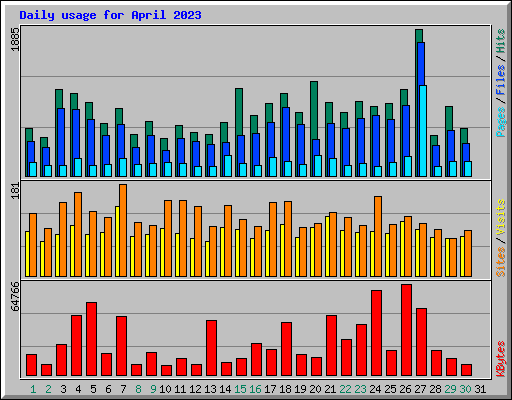 Daily usage for April 2023
1885
Pages / Files / Hits
181
Sites / Visits
64766
KBytes
1 2 3 4 5 6 7 8 9 10 11 12 13 14 15 16 17 18 19 20 21 22 23 24 25 26 27 28 29 30 31